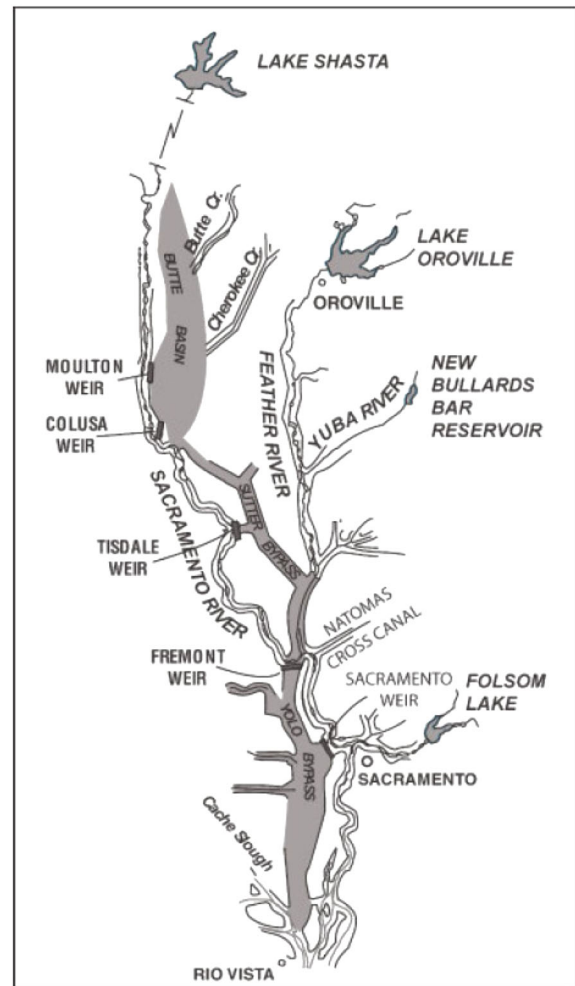 LAKE SHASTA
Butte Cr.
BUTTE
BASIN
Cherokee Cr.
LAKE
OROVILLE
OROVILLE
MOULTON
WEIR
COLUSA
WEIR
FEATHER RIVER
YUBA RIVER
NEW
BULLARDS
BAR
RESERVOIR
SUTTER
BYPASS
TISDALE
WEIR
SACRAMENTO RIVER
NATOMAS
CROSS CANAL
FREMONT
WEIR
SACRAMENTO
WEIR
FOLSOM
LAKE
YOLO
BYPASS
SACRAMENTO
Cache Slough
RIO VISTA